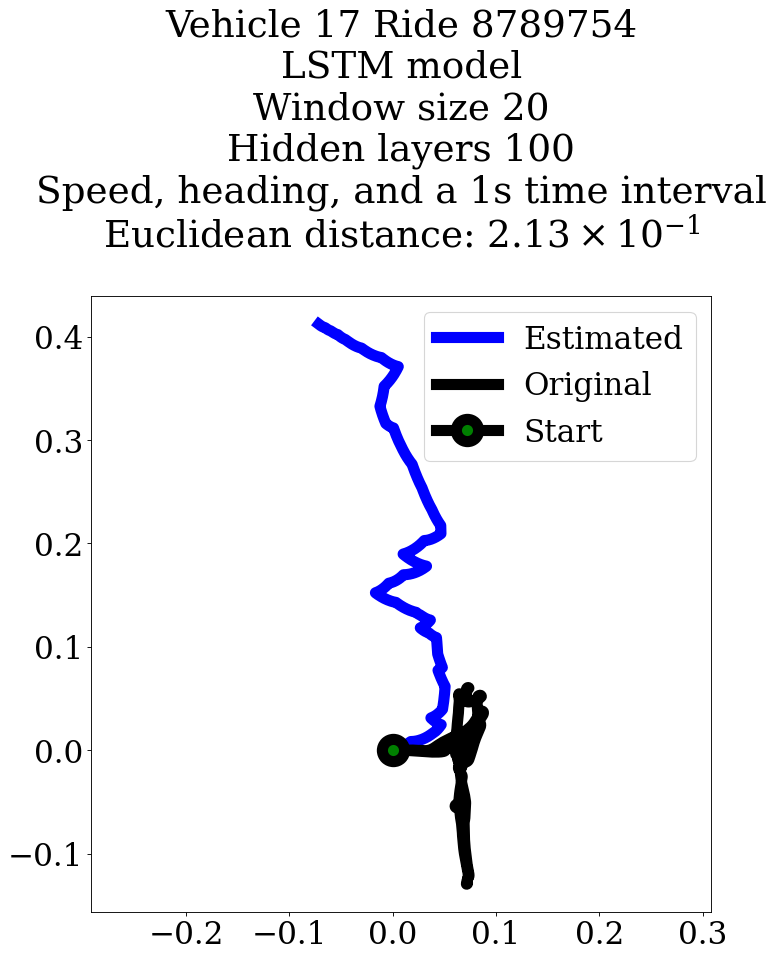 Vehicle 17 Ride 8789754
LSTM model
Window size 20
Hidden layers 100
Speed, heading, and a 1s time interval
Euclidean distance: 2.13 × 10⁻¹
Estimated
Original
Start
0.4
0.3
0.2
0.1
0.0
−0.1
−0.2 −0.1 0.0 0.1 0.2 0.3